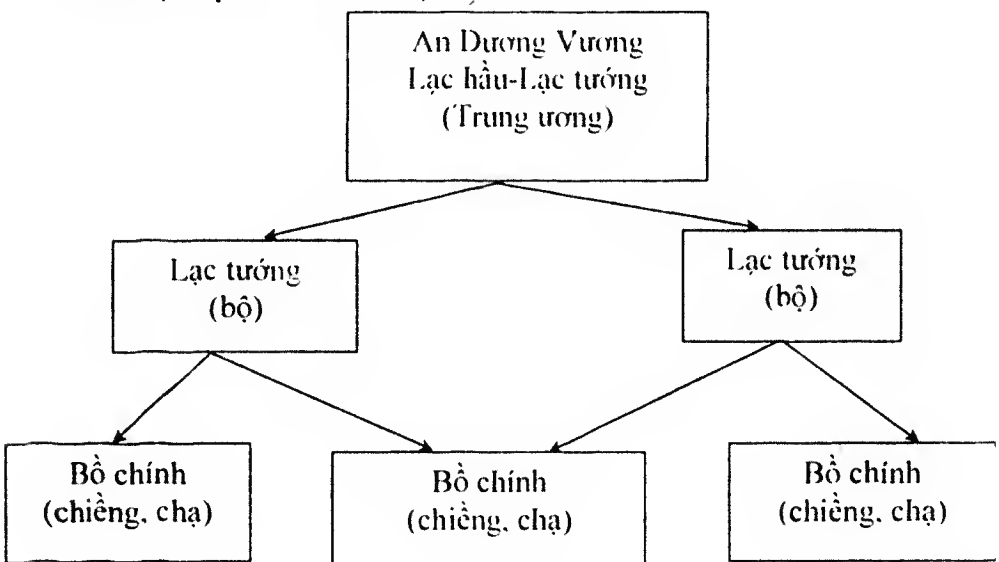 An Dương Vương
Lạc hầu-Lạc tướng
(Trung ương)
Lạc tướng
(bộ)
Lạc tướng
(bộ)
Bồ chính
(chiềng, chạ)
Bồ chính
(chiềng, chạ)
Bồ chính
(chiềng, chạ)